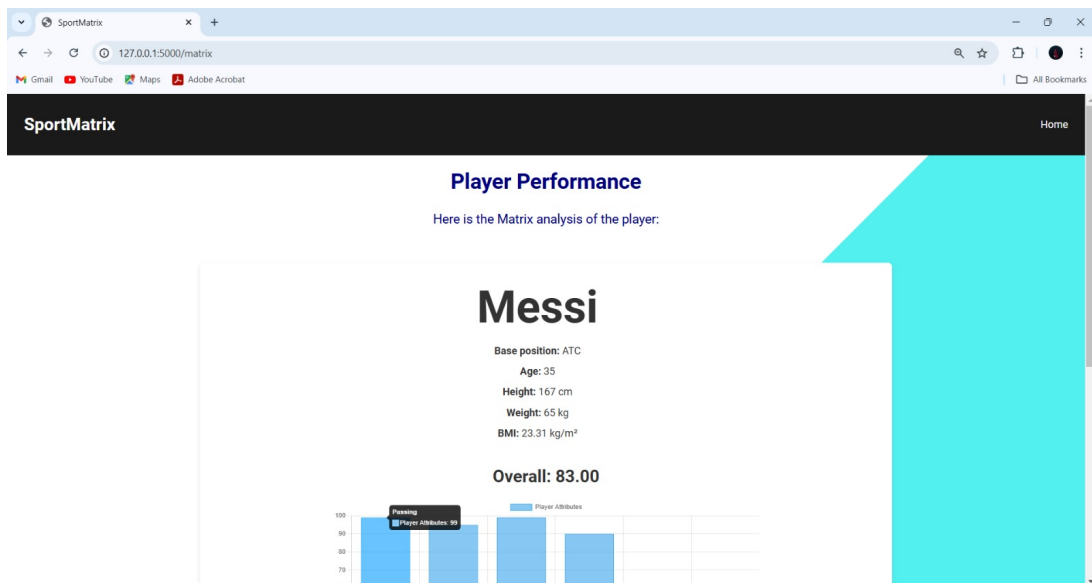 SportMatrix
127.0.0.1:5000/matrix
Gmail YouTube Maps Adobe Acrobat All Bookmarks
SportMatrix Home
Player Performance
Here is the Matrix analysis of the player:
Messi
Base position: ATC
Age: 35
Height: 167 cm
Weight: 65 kg
BMI: 23.31 kg/m²
Overall: 83.00
Player Attributes
Passing
Player Attributes: 99
100
90
80
70